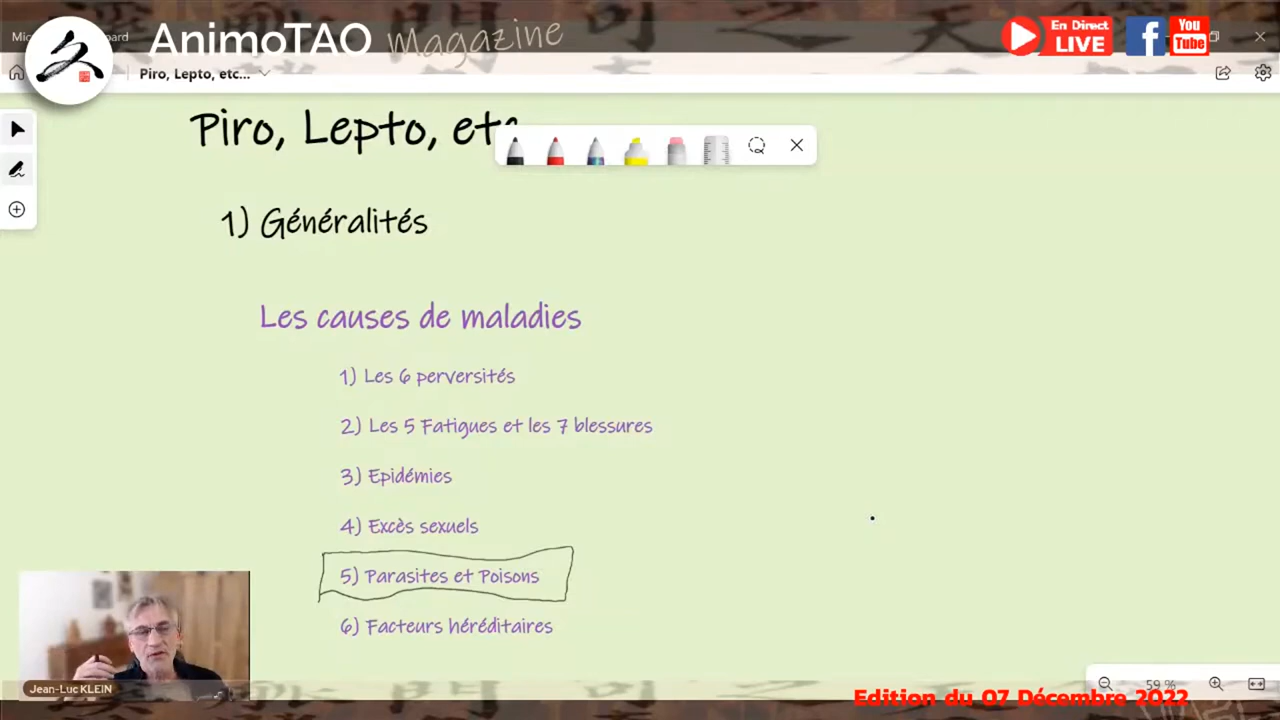 AnimoTAO Magazine
En Direct
LIVE
You
Tube
Piro, Lepto, etc...
Piro, Lepto, etc
1) Généralités
Les causes de maladies
1) Les 6 perversités
2) Les 5 Fatigues et les 7 blessures
3) Epidémies
4) Excès sexuels
5) Parasites et Poisons
6) Facteurs héréditaires
Jean-Luc KLEIN
59 %
Edition du 07 Décembre 2022